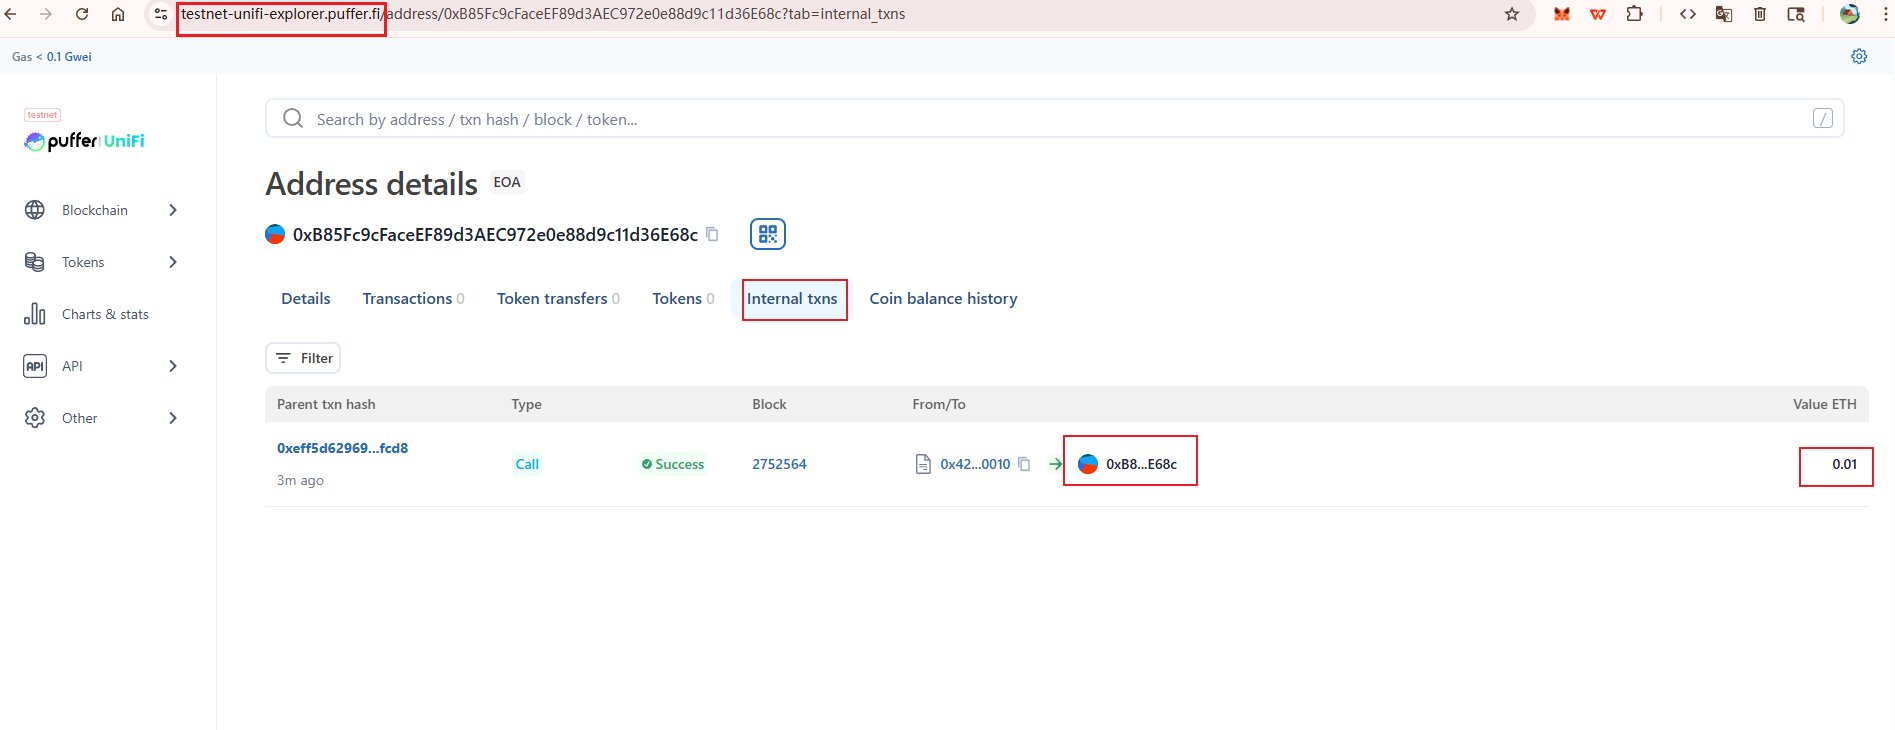 testnet-unifi-explorer.puffer.fi/address/0xB85Fc9cFaceEF89d3AEC972e0e88d9c11d36E68c?tab=internal_txns
Gas < 0.1 Gwei
testnet
puffer UniFi
Search by address / txn hash / block / token...
/
Blockchain
Tokens
Charts & stats
API API
Other
Address details EOA
0xB85Fc9cFaceEF89d3AEC972e0e88d9c11d36E68c
Details Transactions 0 Token transfers 0 Tokens 0 Internal txns Coin balance history
Filter
Parent txn hash Type Block From/To Value ETH
0xeff5d62969...fcd8 Call Success 2752564 0x42...0010 0xB8...E68c 0.01
3m ago